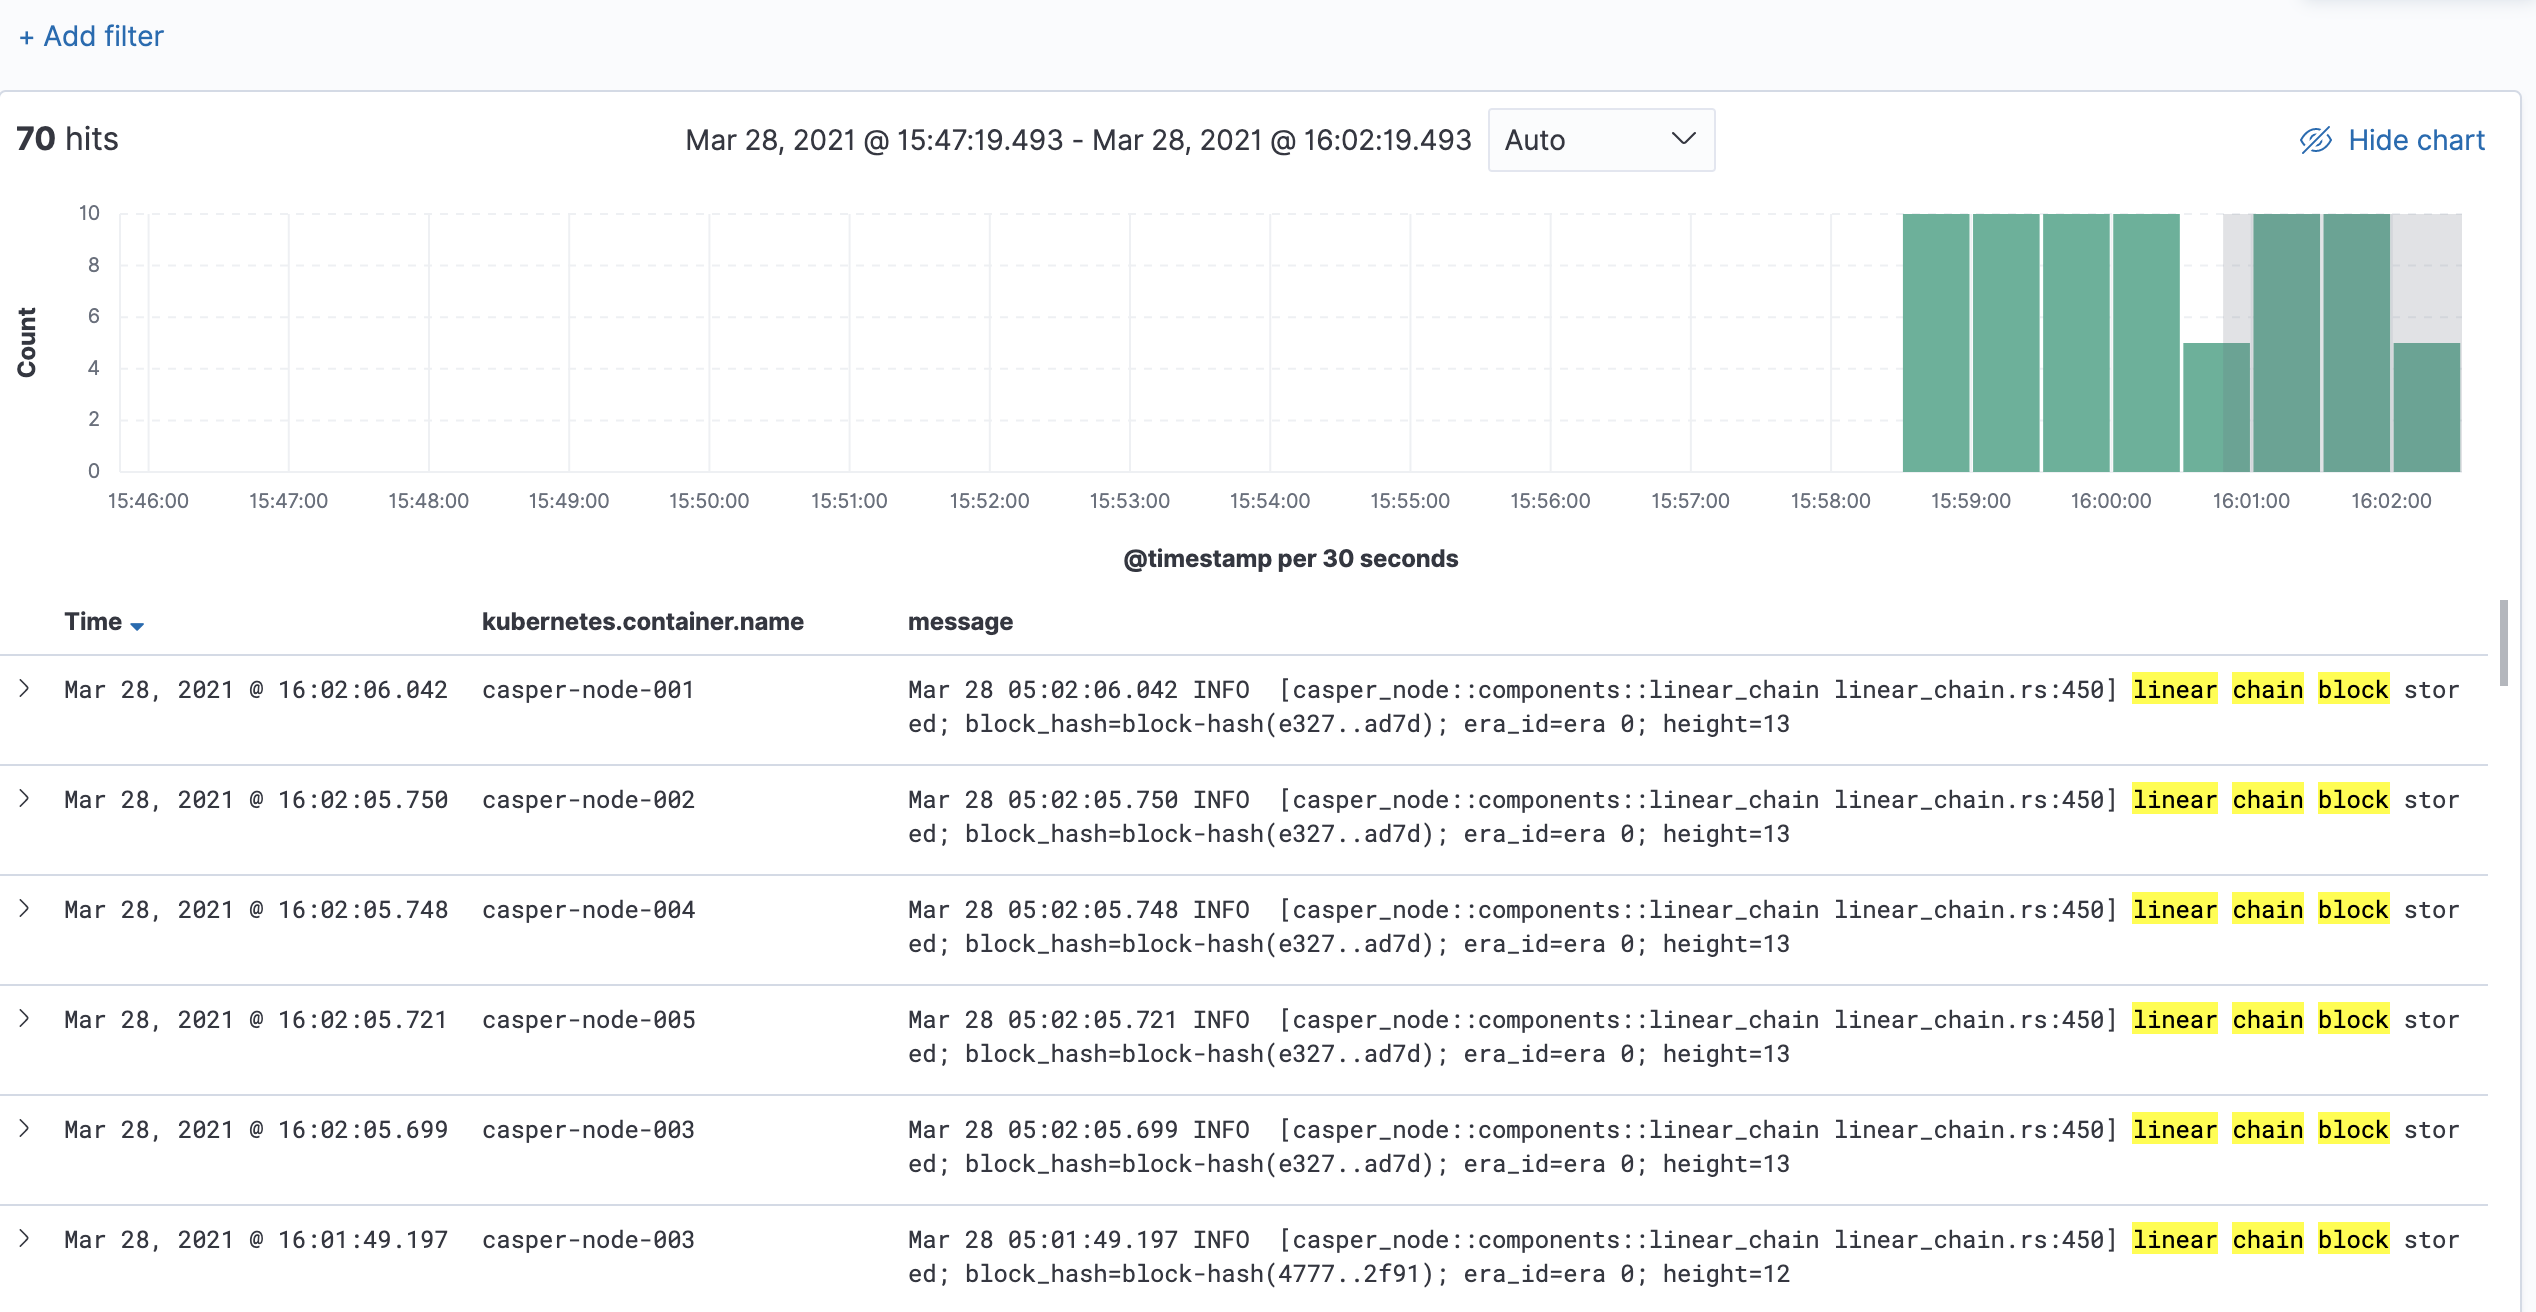 + Add filter
70 hits
Mar 28, 2021 @ 15:47:19.493 - Mar 28, 2021 @ 16:02:19.493
Auto
Hide chart
10
8
6
4
2
0
Count
15:46:00 15:47:00 15:48:00 15:49:00 15:50:00 15:51:00 15:52:00 15:53:00 15:54:00 15:55:00 15:56:00 15:57:00 15:58:00 15:59:00 16:00:00 16:01:00 16:02:00
@timestamp per 30 seconds
Time kubernetes.container.name message
Mar 28, 2021 @ 16:02:06.042 casper-node-001 Mar 28 05:02:06.042 INFO  [casper_node::components::linear_chain linear_chain.rs:450] linear chain block stor
ed; block_hash=block-hash(e327..ad7d); era_id=era 0; height=13
Mar 28, 2021 @ 16:02:05.750 casper-node-002 Mar 28 05:02:05.750 INFO  [casper_node::components::linear_chain linear_chain.rs:450] linear chain block stor
ed; block_hash=block-hash(e327..ad7d); era_id=era 0; height=13
Mar 28, 2021 @ 16:02:05.748 casper-node-004 Mar 28 05:02:05.748 INFO  [casper_node::components::linear_chain linear_chain.rs:450] linear chain block stor
ed; block_hash=block-hash(e327..ad7d); era_id=era 0; height=13
Mar 28, 2021 @ 16:02:05.721 casper-node-005 Mar 28 05:02:05.721 INFO  [casper_node::components::linear_chain linear_chain.rs:450] linear chain block stor
ed; block_hash=block-hash(e327..ad7d); era_id=era 0; height=13
Mar 28, 2021 @ 16:02:05.699 casper-node-003 Mar 28 05:02:05.699 INFO  [casper_node::components::linear_chain linear_chain.rs:450] linear chain block stor
ed; block_hash=block-hash(e327..ad7d); era_id=era 0; height=13
Mar 28, 2021 @ 16:01:49.197 casper-node-003 Mar 28 05:01:49.197 INFO  [casper_node::components::linear_chain linear_chain.rs:450] linear chain block stor
ed; block_hash=block-hash(4777..2f91); era_id=era 0; height=12